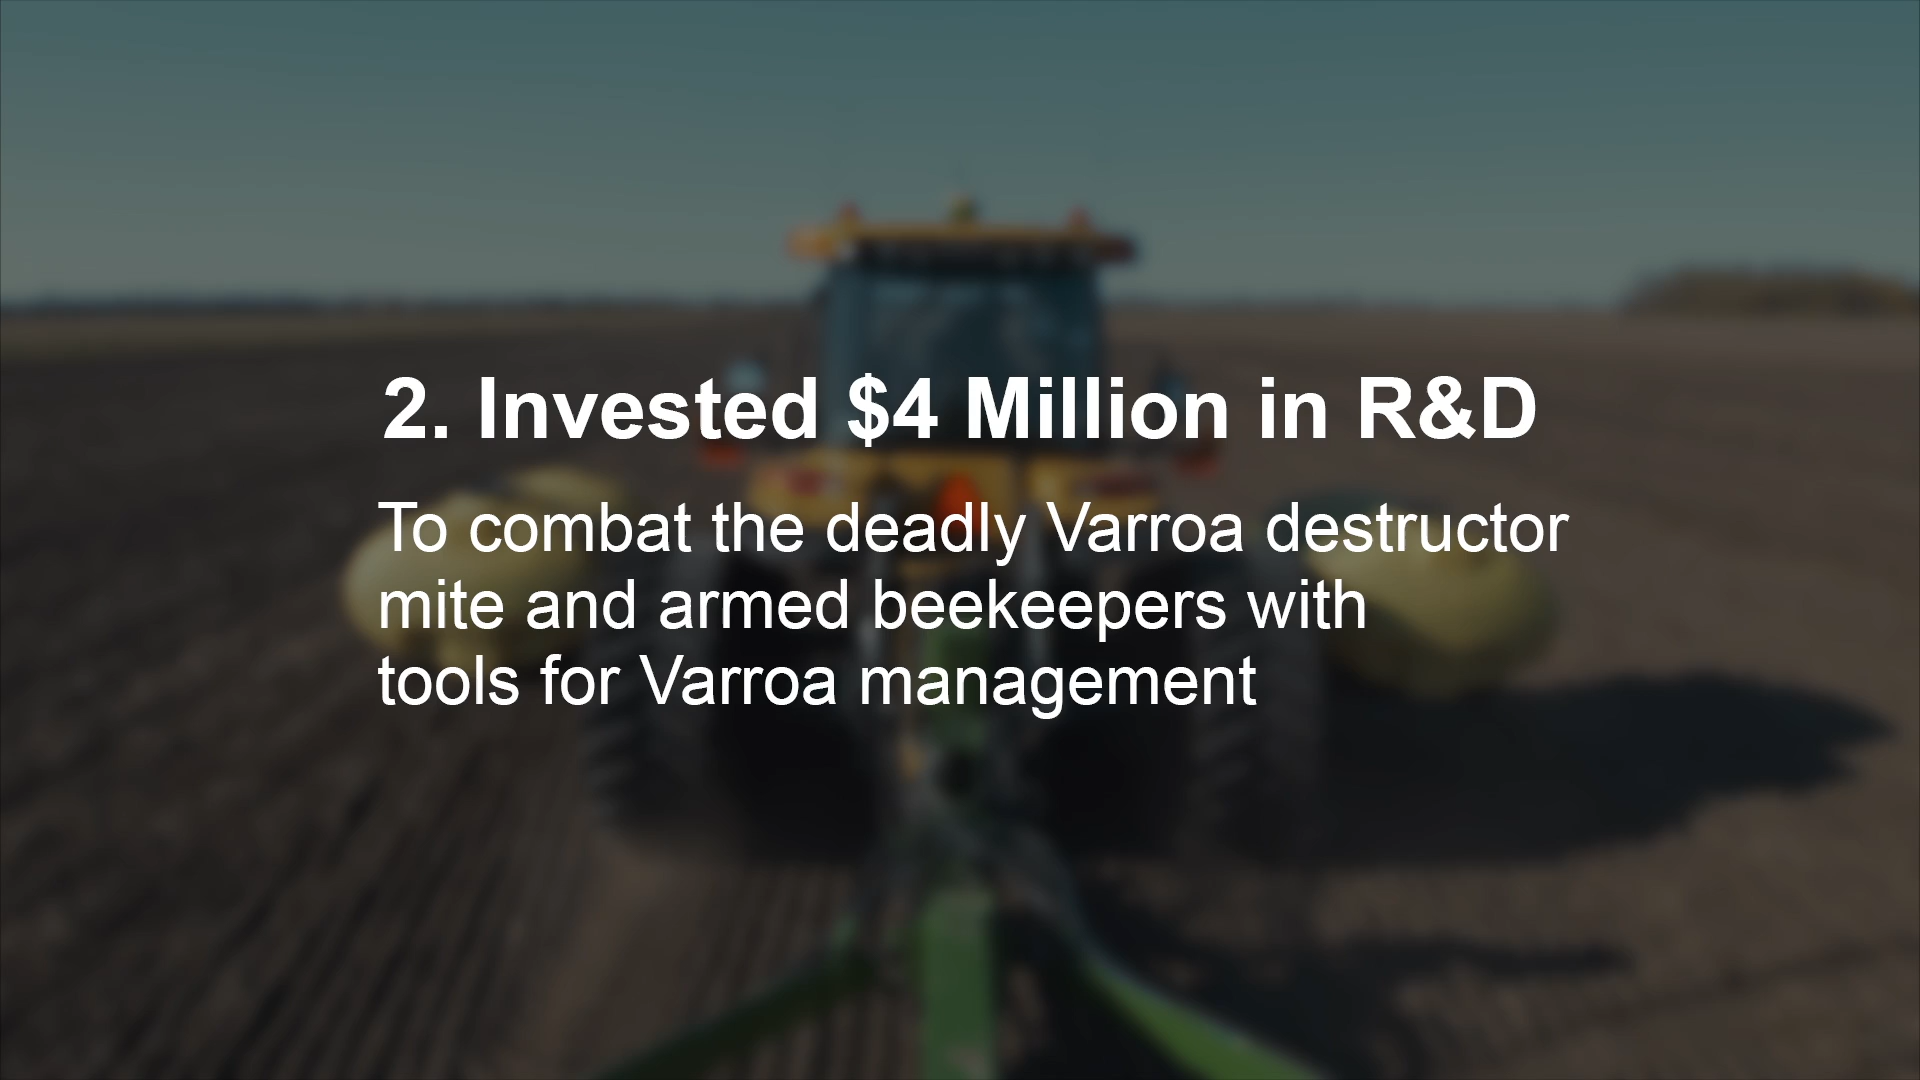 2. Invested $4 Million in R&D
To combat the deadly Varroa destructor
mite and armed beekeepers with
tools for Varroa management